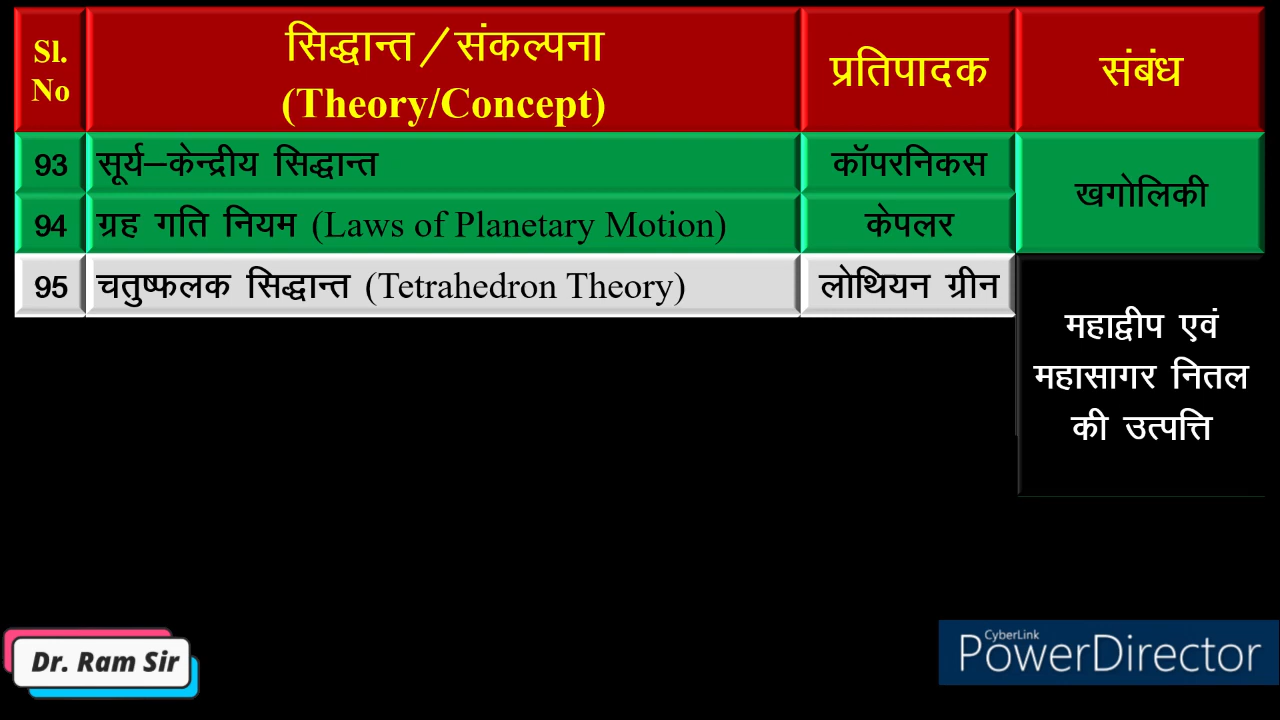 Sl. No
सिद्धान्त/संकल्पना
(Theory/Concept)
प्रतिपादक
संबंध
93 सूर्य–केन्द्रीय सिद्धान्त कॉपरनिकस
खगोलिकी
94 ग्रह गति नियम (Laws of Planetary Motion) केपलर
95 चतुष्फलक सिद्धान्त (Tetrahedron Theory) लोथियन ग्रीन
महाद्वीप एवं
महासागर नितल
की उत्पत्ति
Dr. Ram Sir
CyberLink
PowerDirector